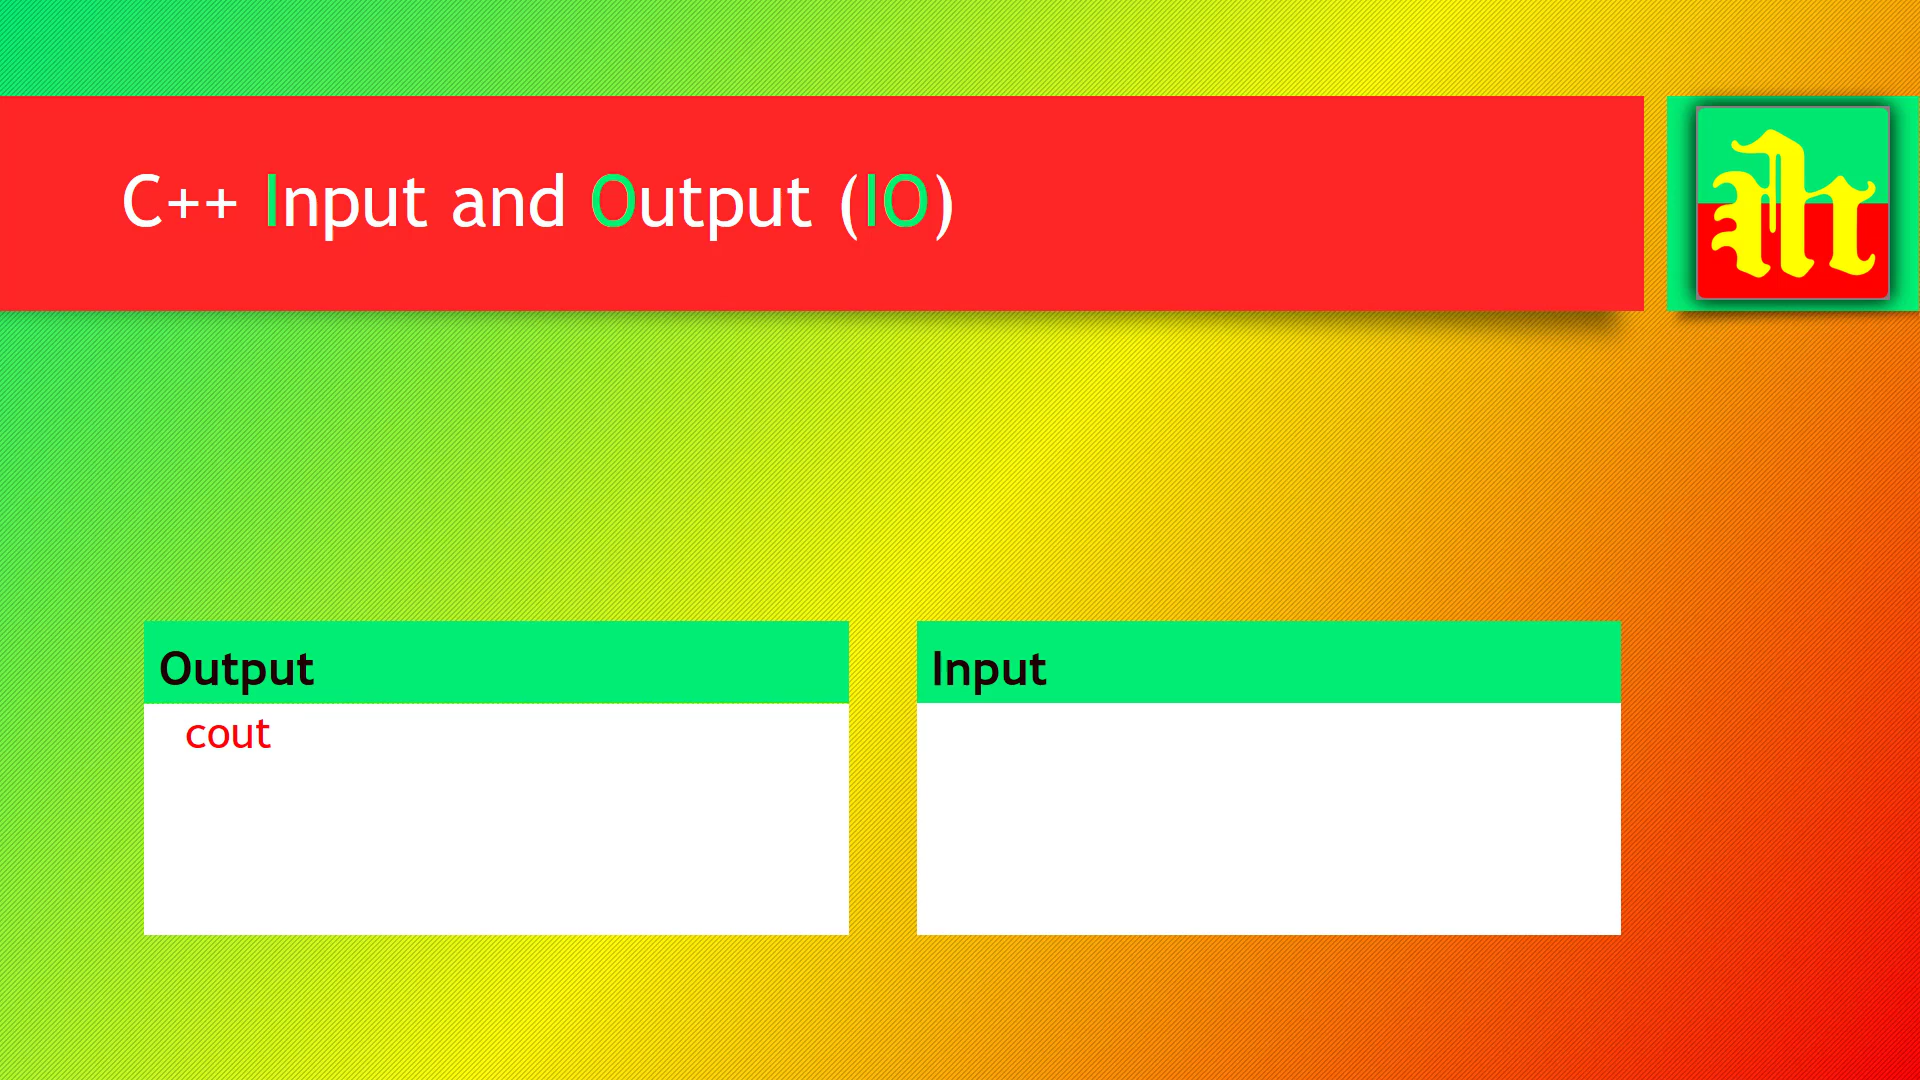 C++ Input and Output (IO)
Output
cout
Input